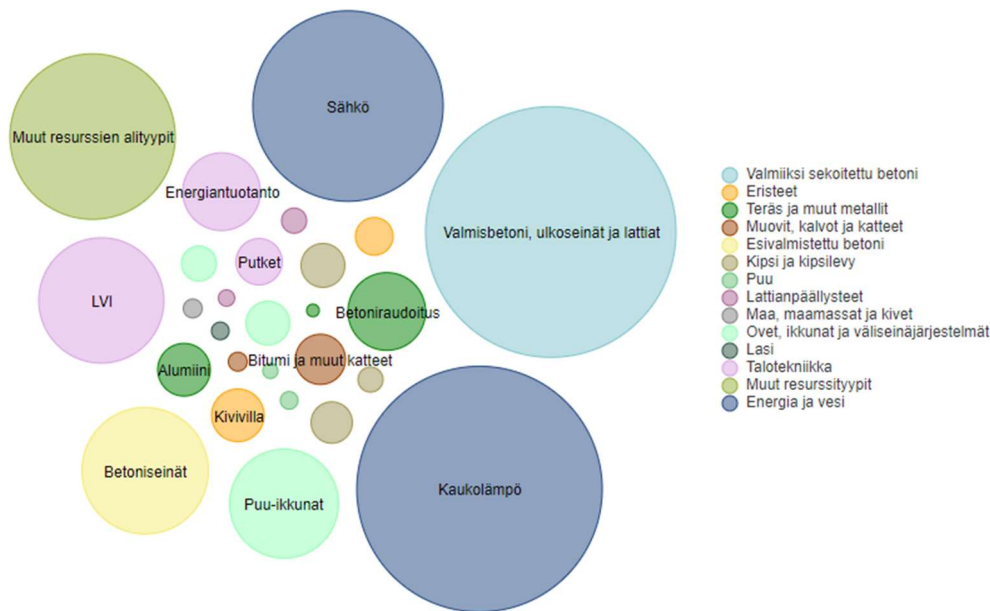 Sähkö
Muut resurssien alityypit
Energiantuotanto
Valmisbetoni, ulkoseinät ja lattiat
Putket
LVI
Betoniraudoitus
Bitumi ja muut katteet
Alumiini
Kivivilla
Betoniseinät
Puu-ikkunat
Kaukolämpö
Valmiiksi sekoitettu betoni
Eristeet
Teräs ja muut metallit
Muovit, kalvot ja katteet
Esivalmistettu betoni
Kipsi ja kipsilevy
Puu
Lattianpäällysteet
Maa, maamassat ja kivet
Ovet, ikkunat ja väliseinäjärjestelmät
Lasi
Talotekniikka
Muut resurssityypit
Energia ja vesi